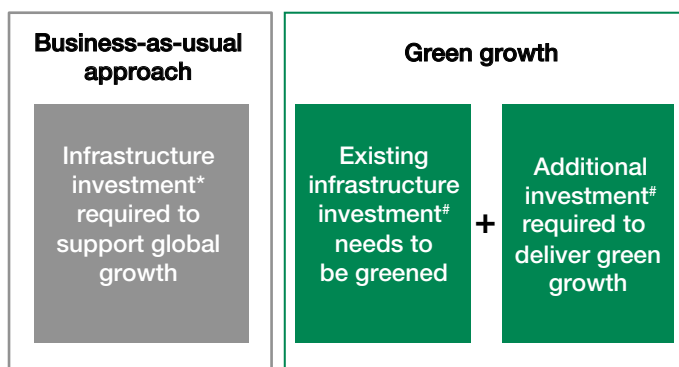 Business-as-usual
approach
Infrastructure
investment*
required to
support global
growth
Green growth
Existing
infrastructure
investment#
needs to
be greened
+
Additional
investment#
required to
deliver green
growth